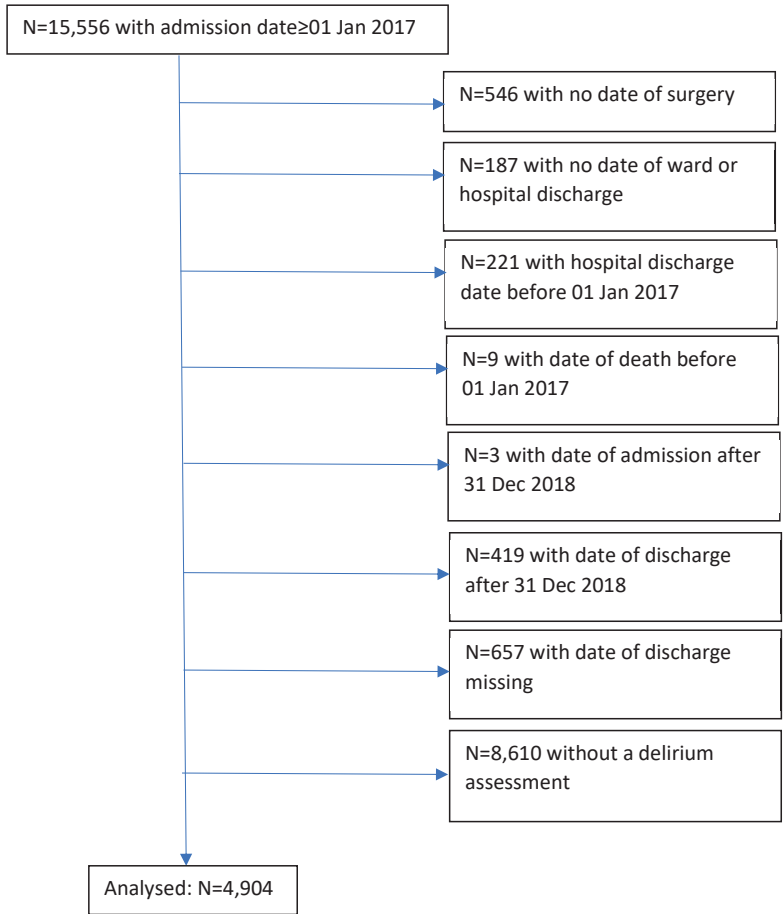 N=15,556 with admission date≥01 Jan 2017
N=546 with no date of surgery
N=187 with no date of ward or
hospital discharge
N=221 with hospital discharge
date before 01 Jan 2017
N=9 with date of death before
01 Jan 2017
N=3 with date of admission after
31 Dec 2018
N=419 with date of discharge
after 31 Dec 2018
N=657 with date of discharge
missing
N=8,610 without a delirium
assessment
Analysed: N=4,904